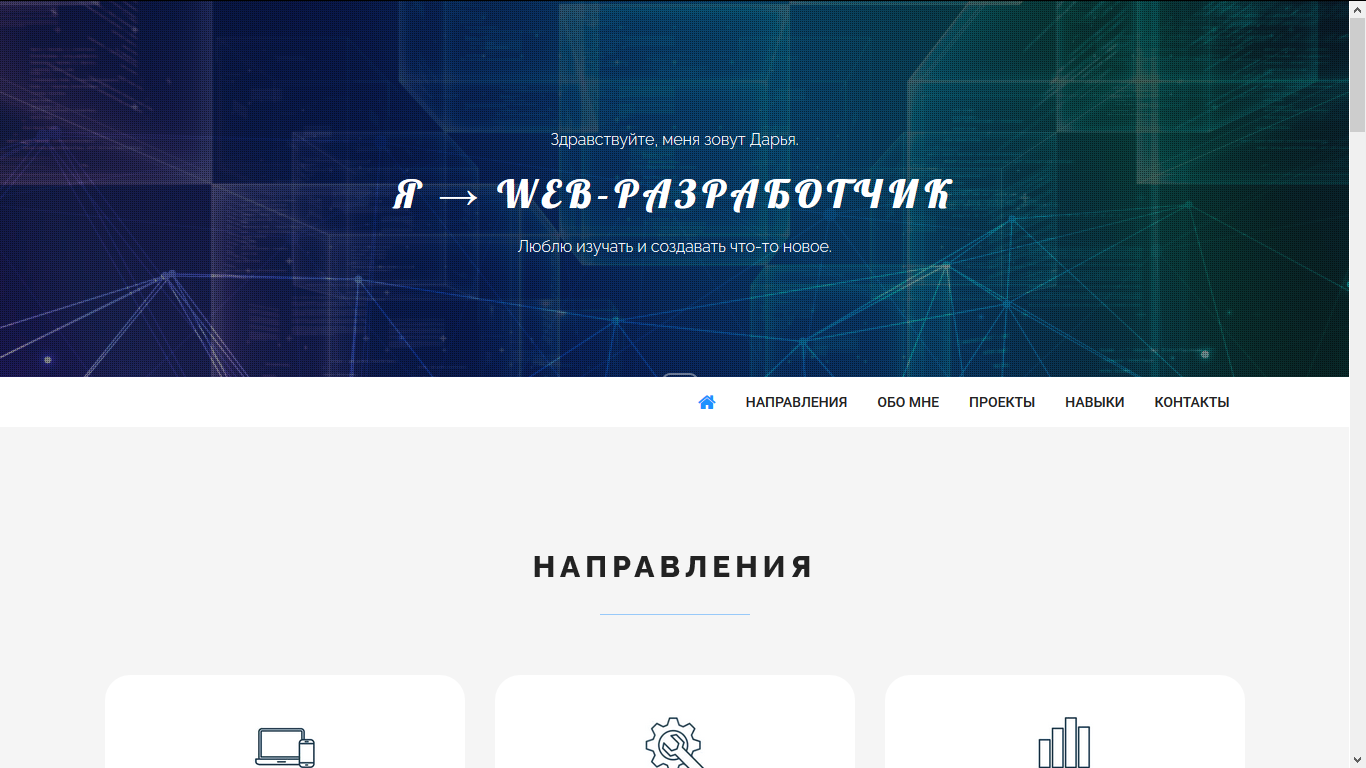 Здравствуйте, меня зовут Дарья.
Я → WEB-РАЗРАБОТЧИК
Люблю изучать и создавать что-то новое.
НАПРАВЛЕНИЯ ОБО МНЕ ПРОЕКТЫ НАВЫКИ КОНТАКТЫ
НАПРАВЛЕНИЯ